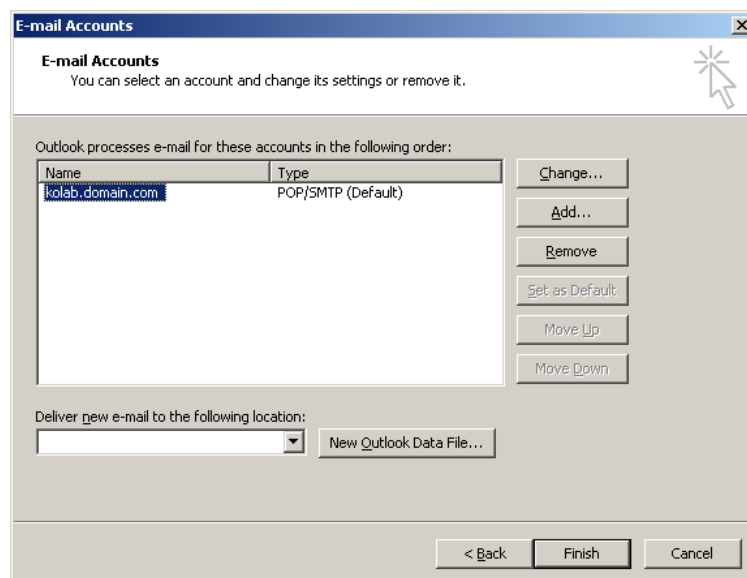 E-mail Accounts
E-mail Accounts
You can select an account and change its settings or remove it.
Outlook processes e-mail for these accounts in the following order:
Name Type
kolab.domain.com POP/SMTP (Default)
Change...
Add...
Remove
Set as Default
Move Up
Move Down
Deliver new e-mail to the following location:
New Outlook Data File...
< Back Finish Cancel